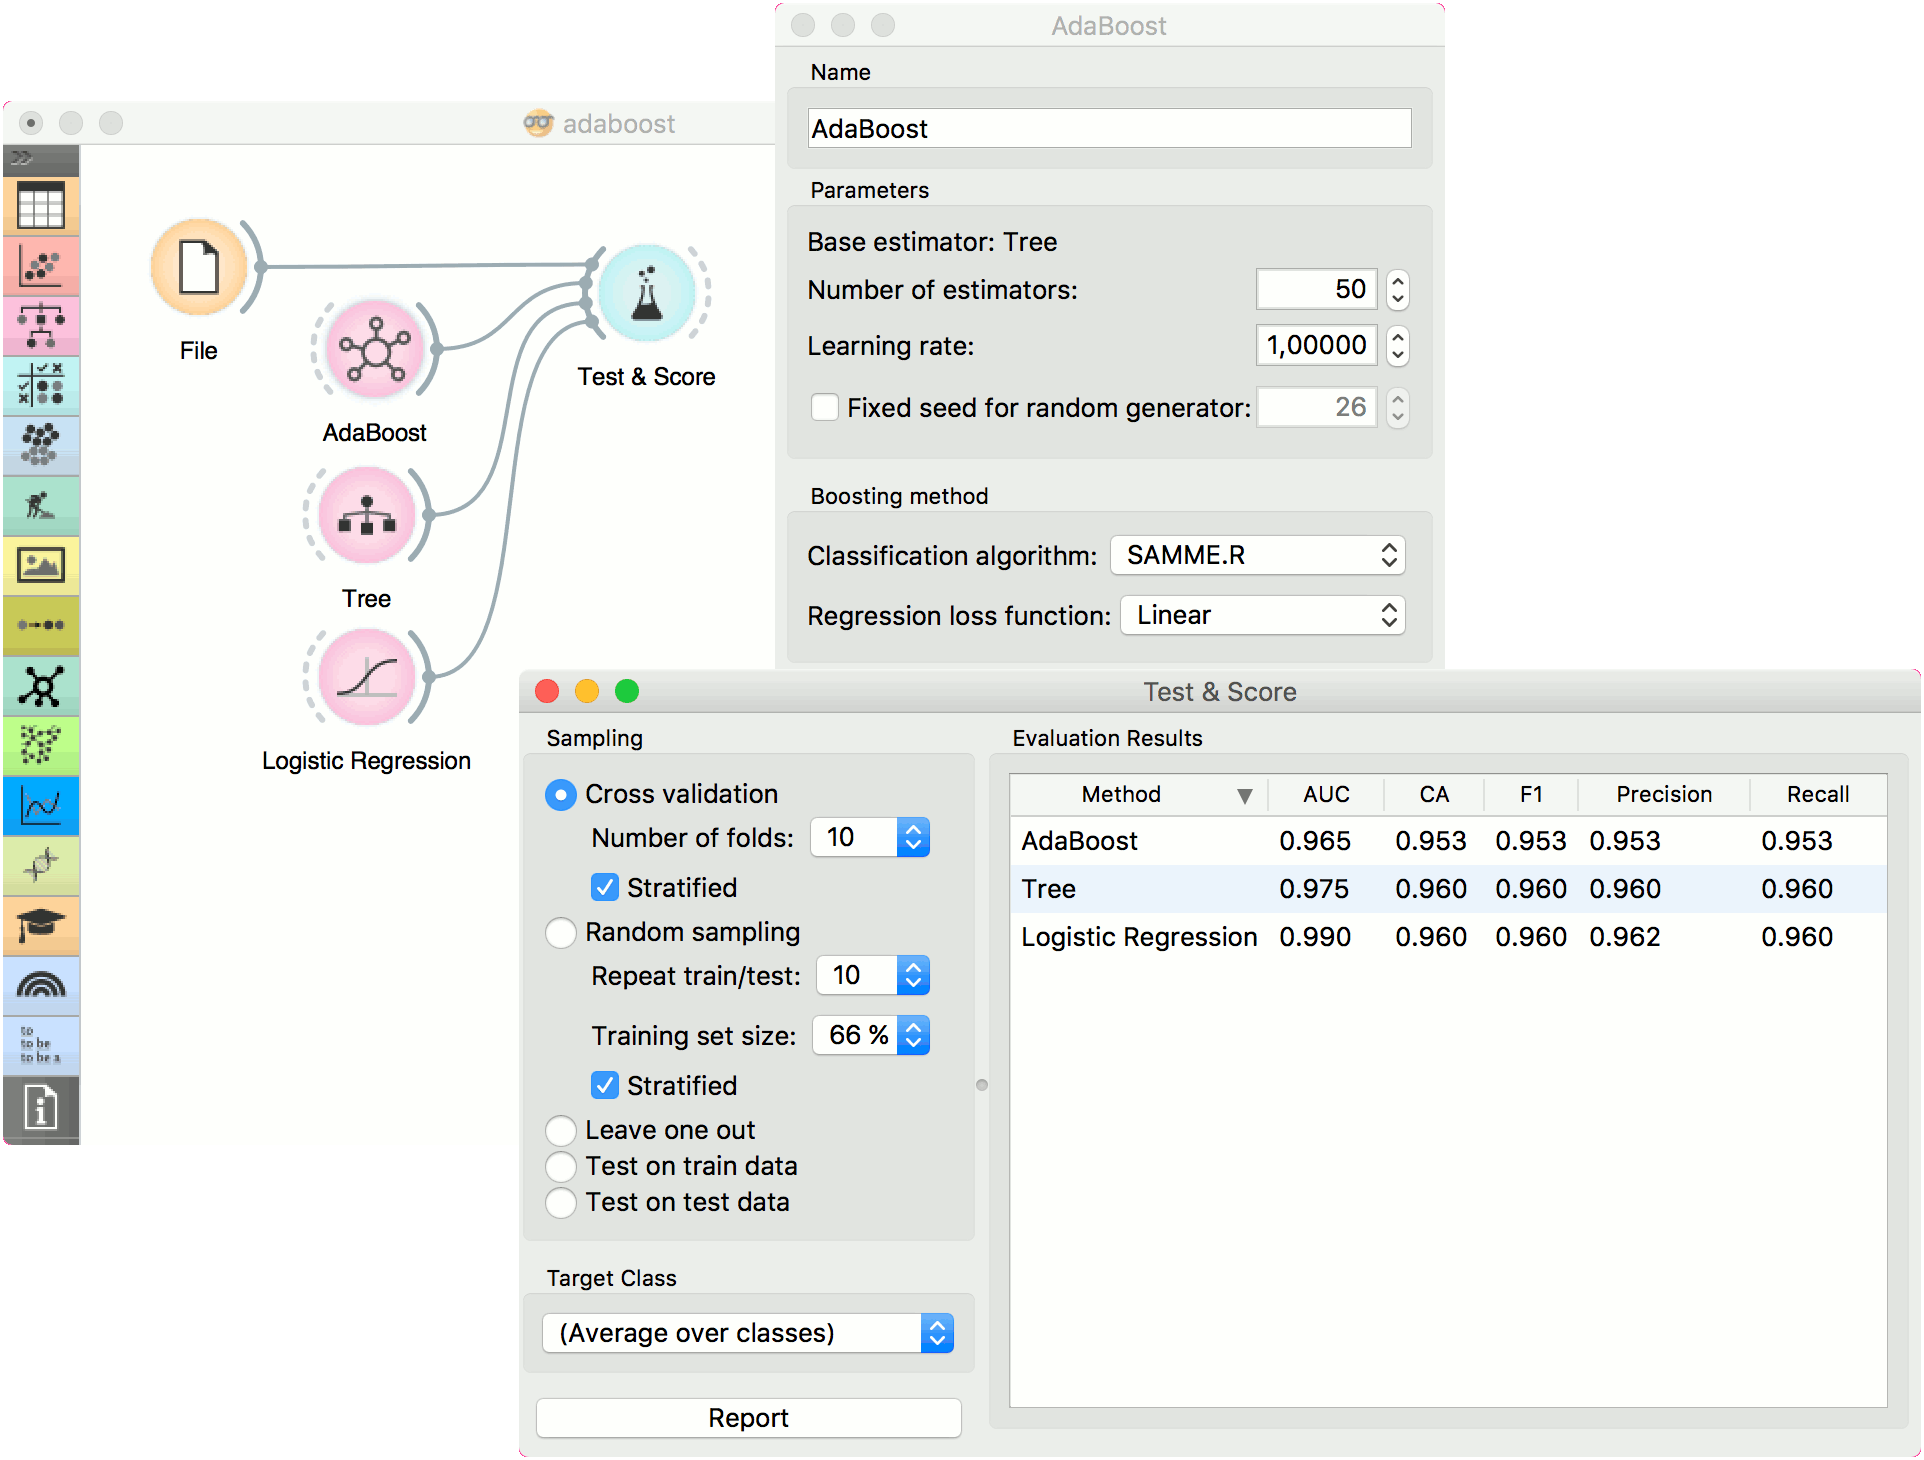 AdaBoost
Name
AdaBoost
Parameters
Base estimator: Tree
Number of estimators: 50
Learning rate: 1,00000
Fixed seed for random generator: 26
Boosting method
Classification algorithm: SAMME.R
Regression loss function: Linear
adaboost
File
AdaBoost
Test & Score
Tree
Logistic Regression
to
to be
to be a
Test & Score
Sampling
Cross validation
Number of folds: 10
Stratified
Random sampling
Repeat train/test: 10
Training set size: 66 %
Stratified
Leave one out
Test on train data
Test on test data
Target Class
(Average over classes)
Report
Evaluation Results
Method AUC CA F1 Precision Recall
AdaBoost 0.965 0.953 0.953 0.953 0.953
Tree 0.975 0.960 0.960 0.960 0.960
Logistic Regression 0.990 0.960 0.960 0.962 0.960